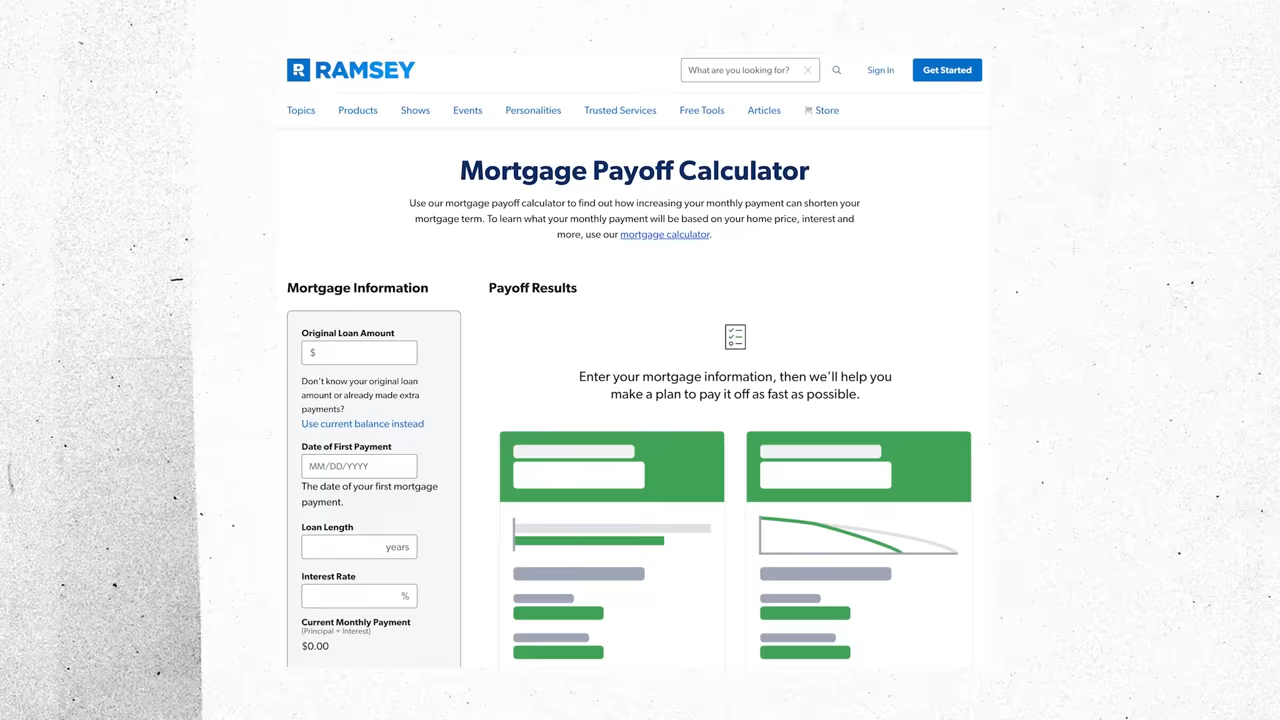 RAMSEY
What are you looking for?
Sign In
Get Started
Topics
Products
Shows
Events
Personalities
Trusted Services
Free Tools
Articles
Store
Mortgage Payoff Calculator
Use our mortgage payoff calculator to find out how increasing your monthly payment can shorten your
mortgage term. To learn what your monthly payment will be based on your home price, interest and
more, use our mortgage calculator.
Mortgage Information
Original Loan Amount
$
Don't know your original loan
amount or already made extra
payments?
Use current balance instead
Date of First Payment
MM/DD/YYYY
The date of your first mortgage
payment.
Loan Length
years
Interest Rate
%
Current Monthly Payment
(Principal + Interest)
$0.00
Payoff Results
Enter your mortgage information, then we'll help you
make a plan to pay it off as fast as possible.